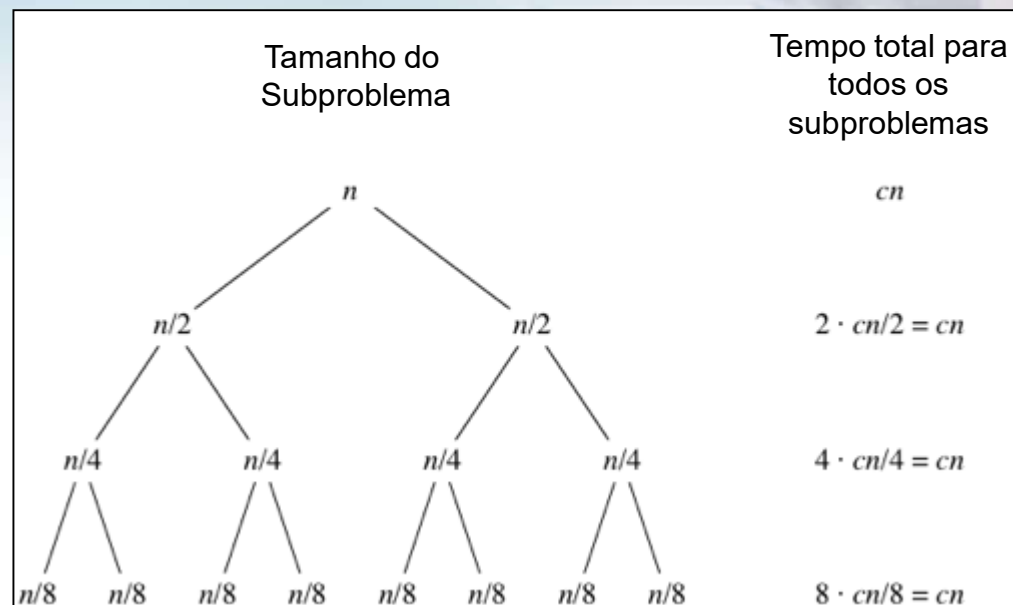 Tamanho do
Subproblema
Tempo total para
todos os
subproblemas
n cn
n/2 n/2 2 · cn/2 = cn
n/4 n/4 n/4 n/4 4 · cn/4 = cn
n/8 n/8 n/8 n/8 n/8 n/8 n/8 n/8 8 · cn/8 = cn